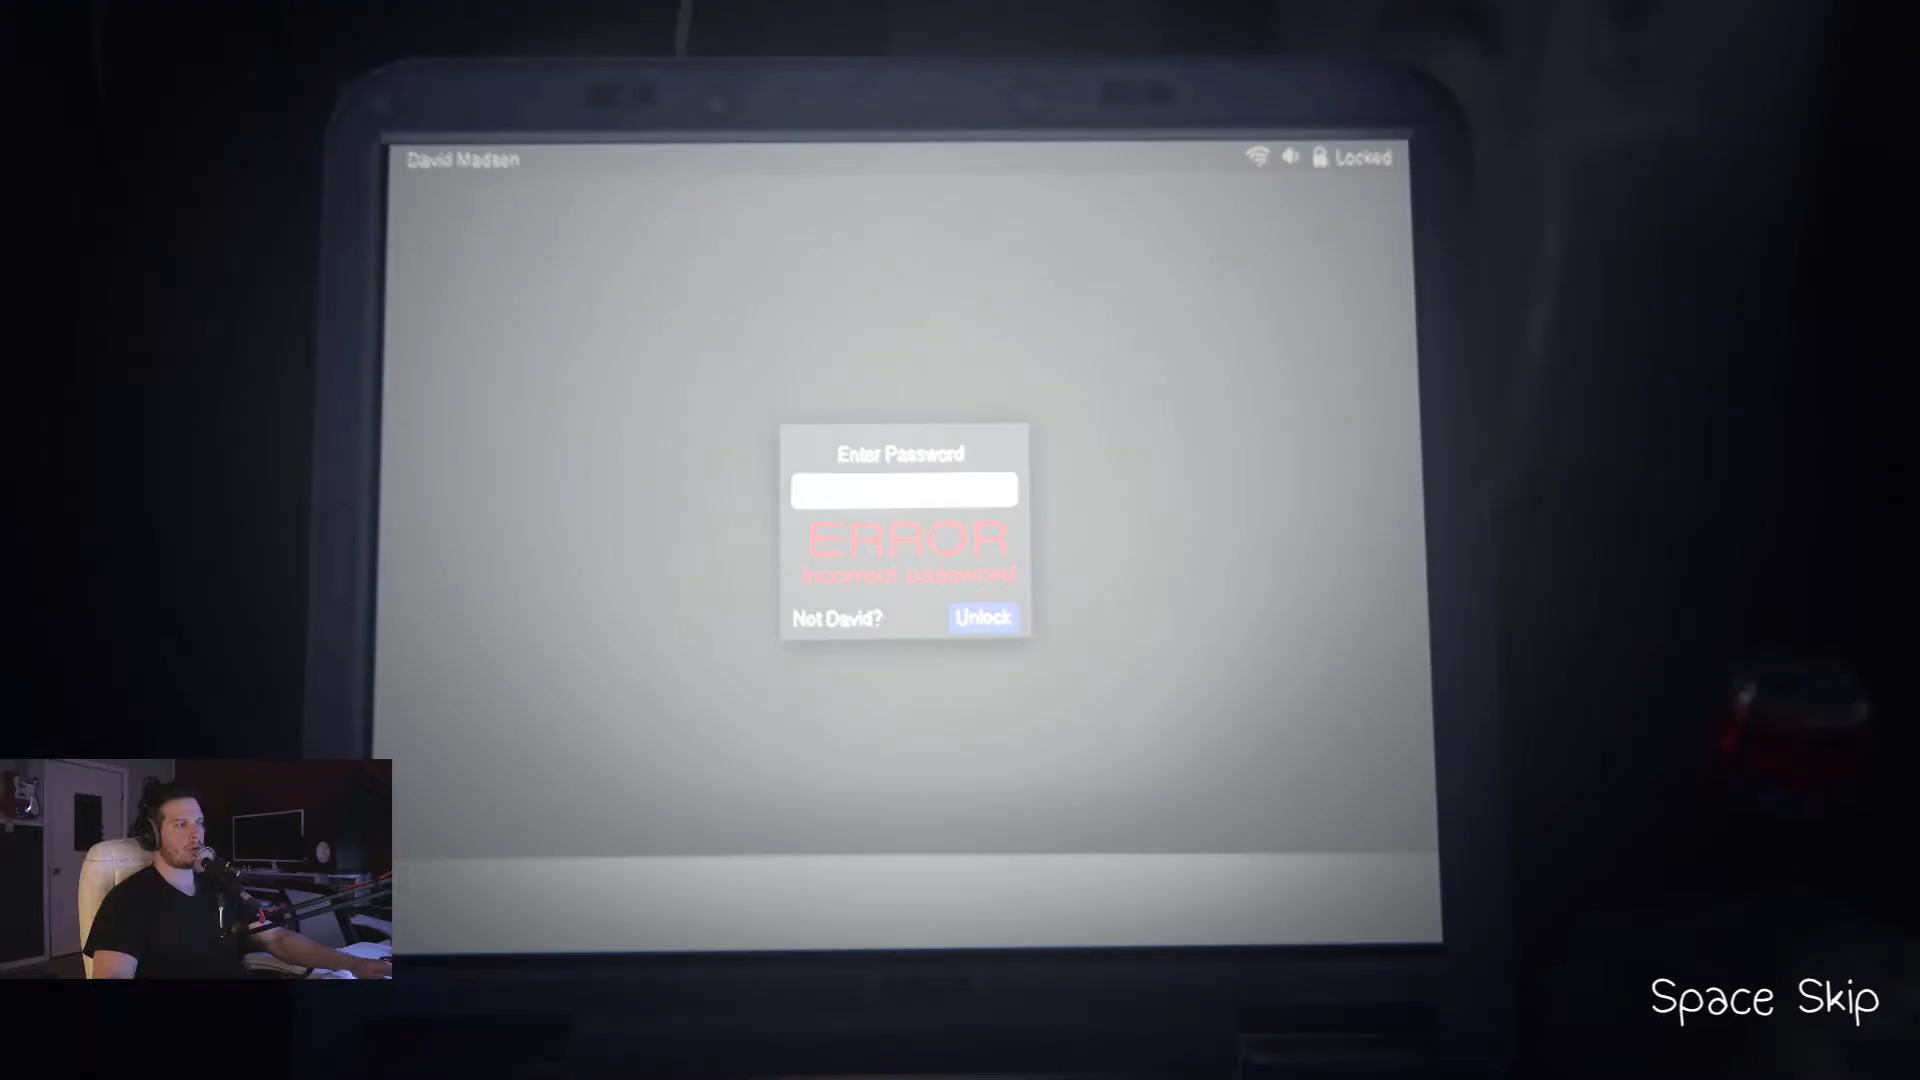 David Madsen
Locked
Enter Password
ERROR
Incorrect password
Not David?
Unlock
Space Skip